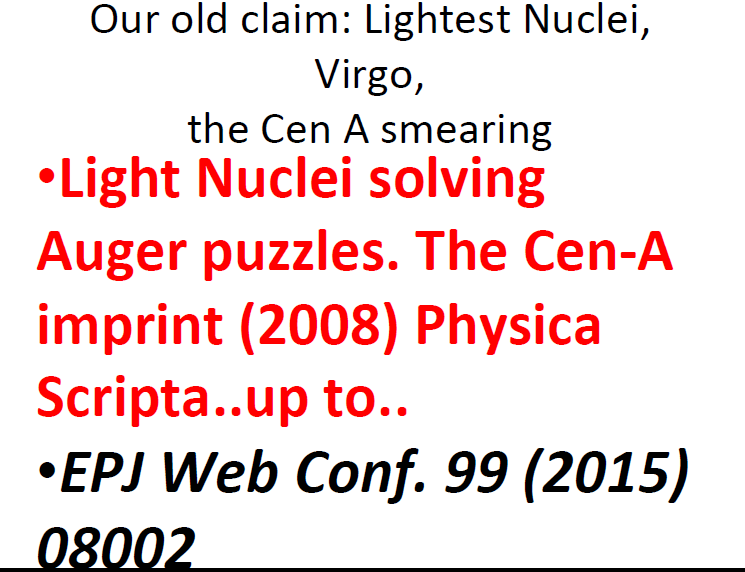 Our old claim: Lightest Nuclei,
Virgo,
the Cen A smearing
•Light Nuclei solving
Auger puzzles. The Cen-A
imprint (2008) Physica
Scripta..up to..
•EPJ Web Conf. 99 (2015)
08002